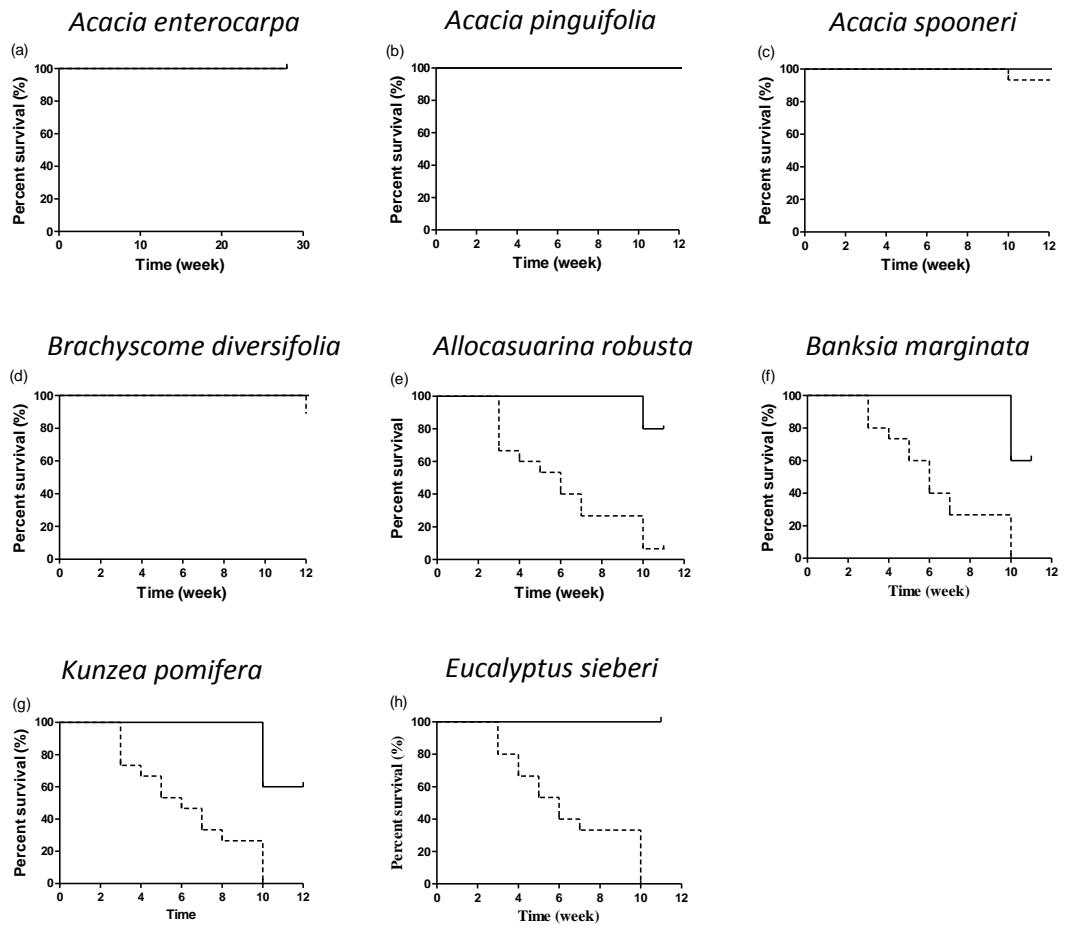 Acacia enterocarpa
(a)
Percent survival (%)
100
80
60
40
20
0
0 10 20 30
Time (week)
Acacia pinguifolia
(b)
Percent survival (%)
100
80
60
40
20
0
0 2 4 6 8 10 12
Time (week)
Acacia spooneri
(c)
Percent survival (%)
100
80
60
40
20
0
0 2 4 6 8 10 12
Time (week)
Brachyscome diversifolia
(d)
Percent survival (%)
100
80
60
40
20
0
0 2 4 6 8 10 12
Time (week)
Allocasuarina robusta
(e)
Percent survival
100
80
60
40
20
0
0 2 4 6 8 10 12
Time (week)
Banksia marginata
(f)
Percent survival (%)
100
80
60
40
20
0
0 2 4 6 8 10 12
Time (week)
Kunzea pomifera
(g)
Percent survival (%)
100
80
60
40
20
0
0 2 4 6 8 10 12
Time
Eucalyptus sieberi
(h)
Percent survival (%)
100
80
60
40
20
0
0 2 4 6 8 10 12
Time (week)